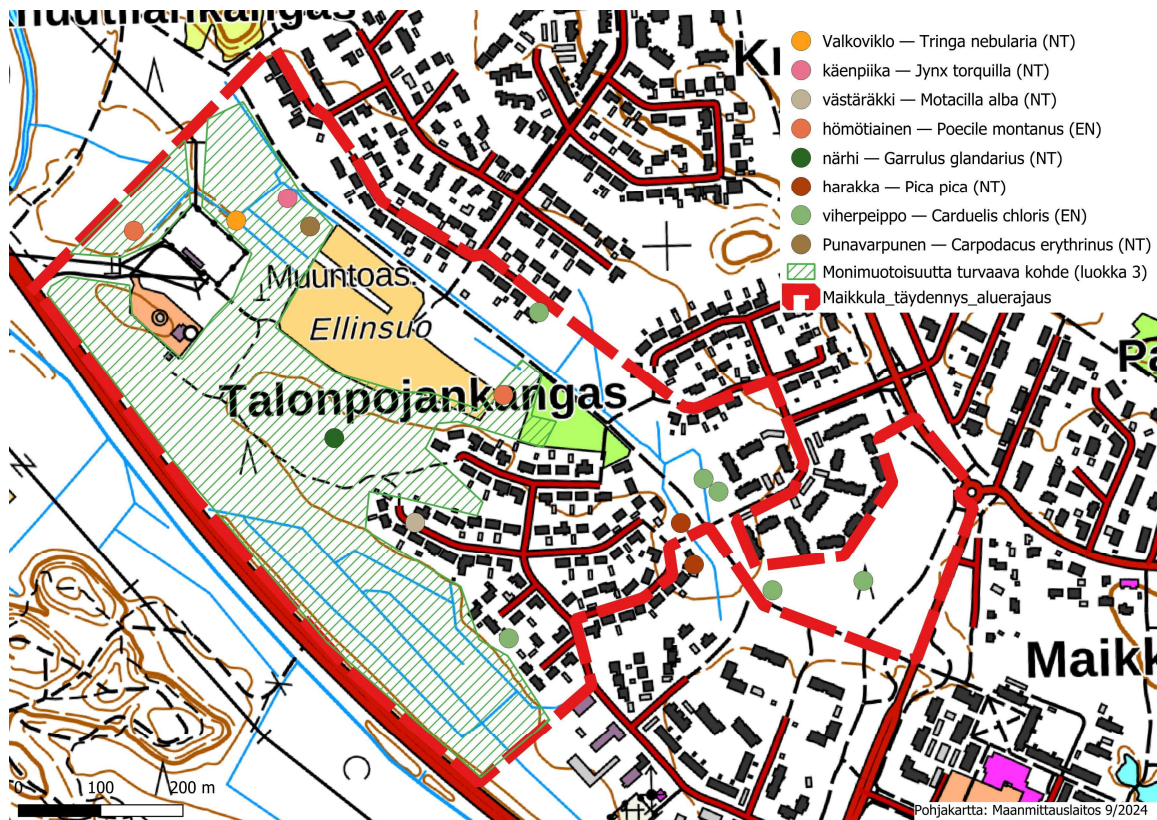 Valkoviklo — Tringa nebularia (NT)
käenpiika — Jynx torquilla (NT)
västäräkki — Motacilla alba (NT)
hömötiainen — Poecile montanus (EN)
närhi — Garrulus glandarius (NT)
harakka — Pica pica (NT)
viherpeippo — Carduelis chloris (EN)
Punavarpunen — Carpodacus erythrinus (NT)
Monimuotoisuutta turvaava kohde (luokka 3)
Maikkula_täydennys_aluerajaus
Muuntoas.
Ellinsuo
Talonpojankangas
Pa
Maikk
0 100 200 m
Pohjakartta: Maanmittauslaitos 9/2024